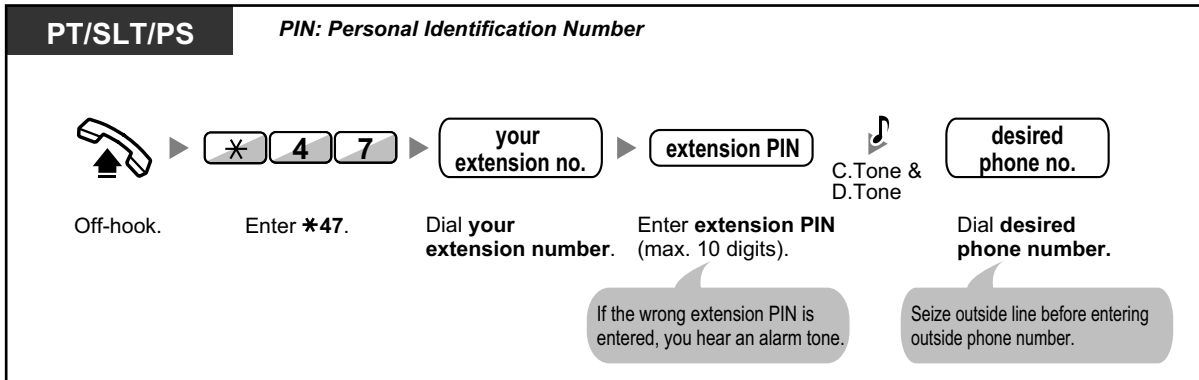 PT/SLT/PS
PIN: Personal Identification Number
* 4 7
your
extension no.
extension PIN
C.Tone &
D.Tone
desired
phone no.
Off-hook.
Enter *47.
Dial your
extension number.
Enter extension PIN
(max. 10 digits).
Dial desired
phone number.
If the wrong extension PIN is
entered, you hear an alarm tone.
Seize outside line before entering
outside phone number.